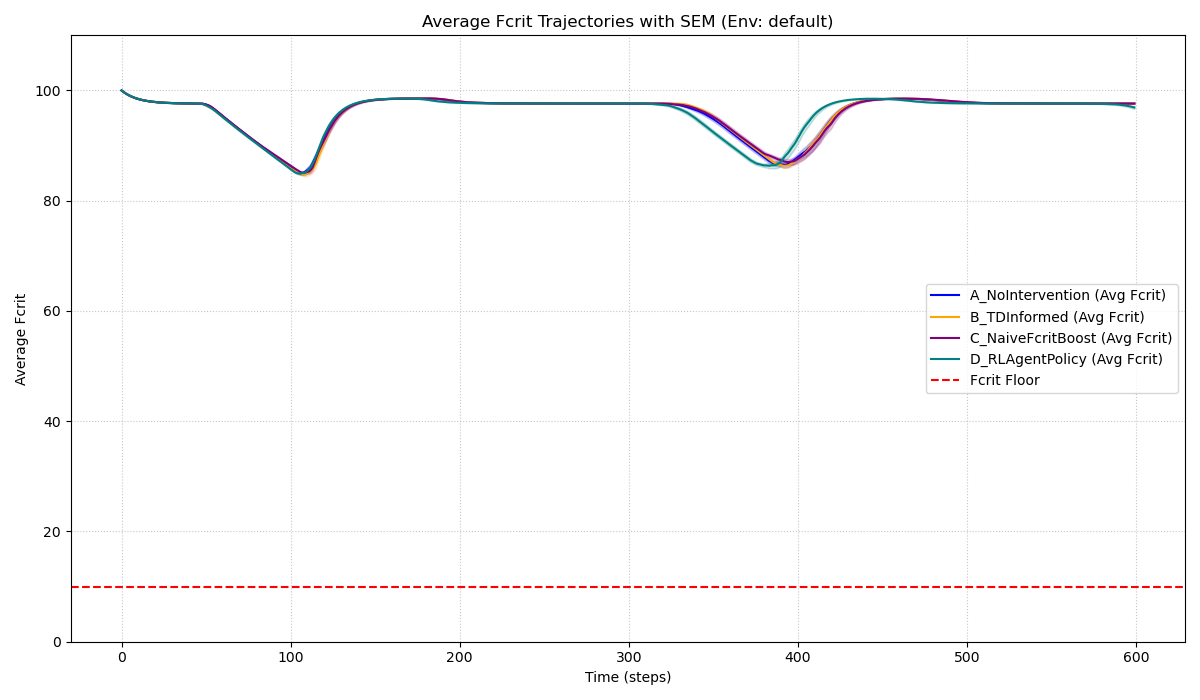 Average Fcrit Trajectories with SEM (Env: default)
Average Fcrit
100
80
60
40
20
0
0 100 200 300 400 500 600
Time (steps)
A_NoIntervention (Avg Fcrit)
B_TDInformed (Avg Fcrit)
C_NaiveFcritBoost (Avg Fcrit)
D_RLAgentPolicy (Avg Fcrit)
Fcrit Floor